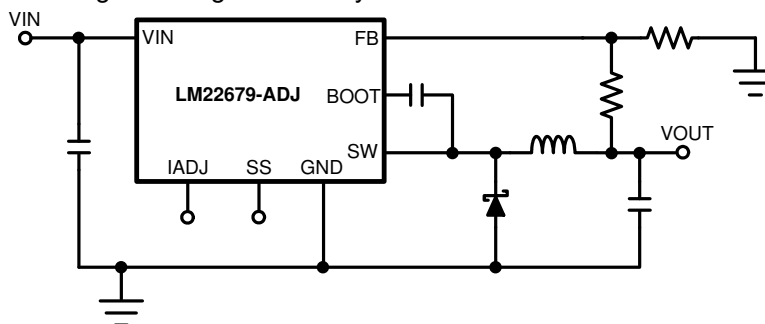 VIN
VIN
FB
LM22679-ADJ
BOOT
VOUT
SW
IADJ
SS
GND